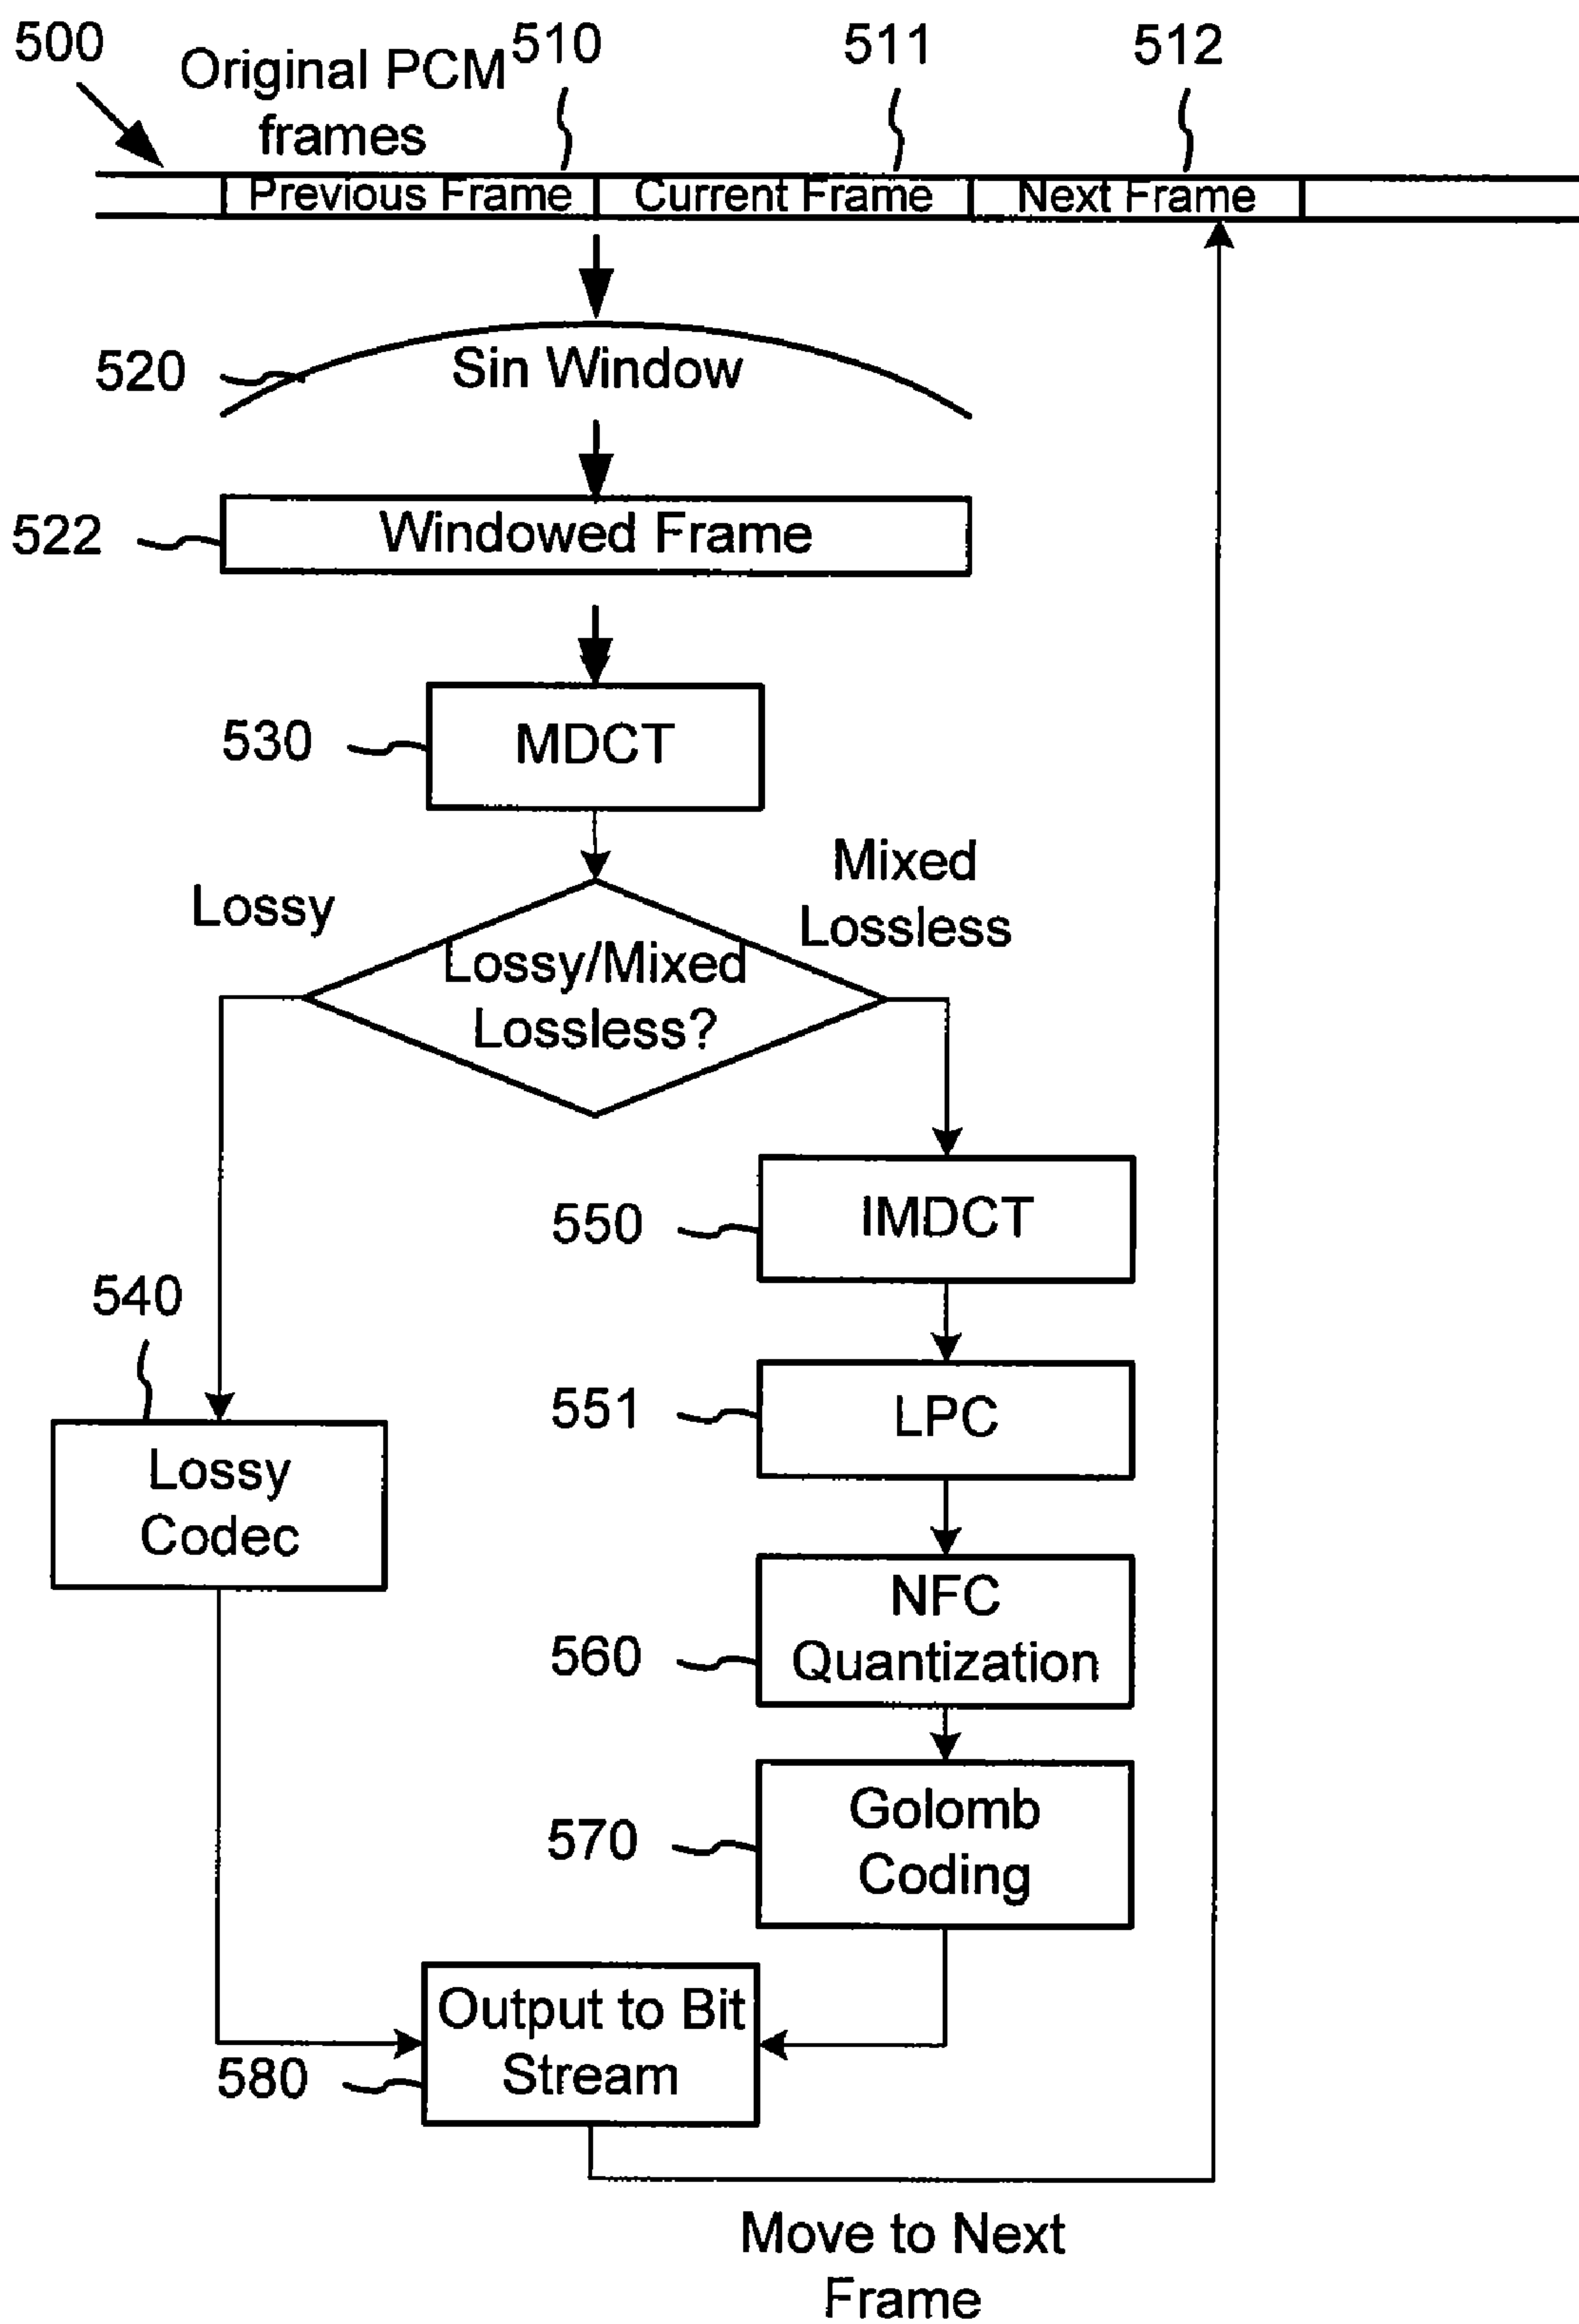 500
Original PCM
frames
510
511
512
Previous Frame
Current Frame
Next Frame
520
Sin Window
522
Windowed Frame
530
MDCT
Lossy
Mixed
Lossless
Lossy/Mixed
Lossless?
550
IMDCT
540
Lossy
Codec
551
LPC
560
NFC
Quantization
570
Golomb
Coding
580
Output to Bit
Stream
Move to Next
Frame